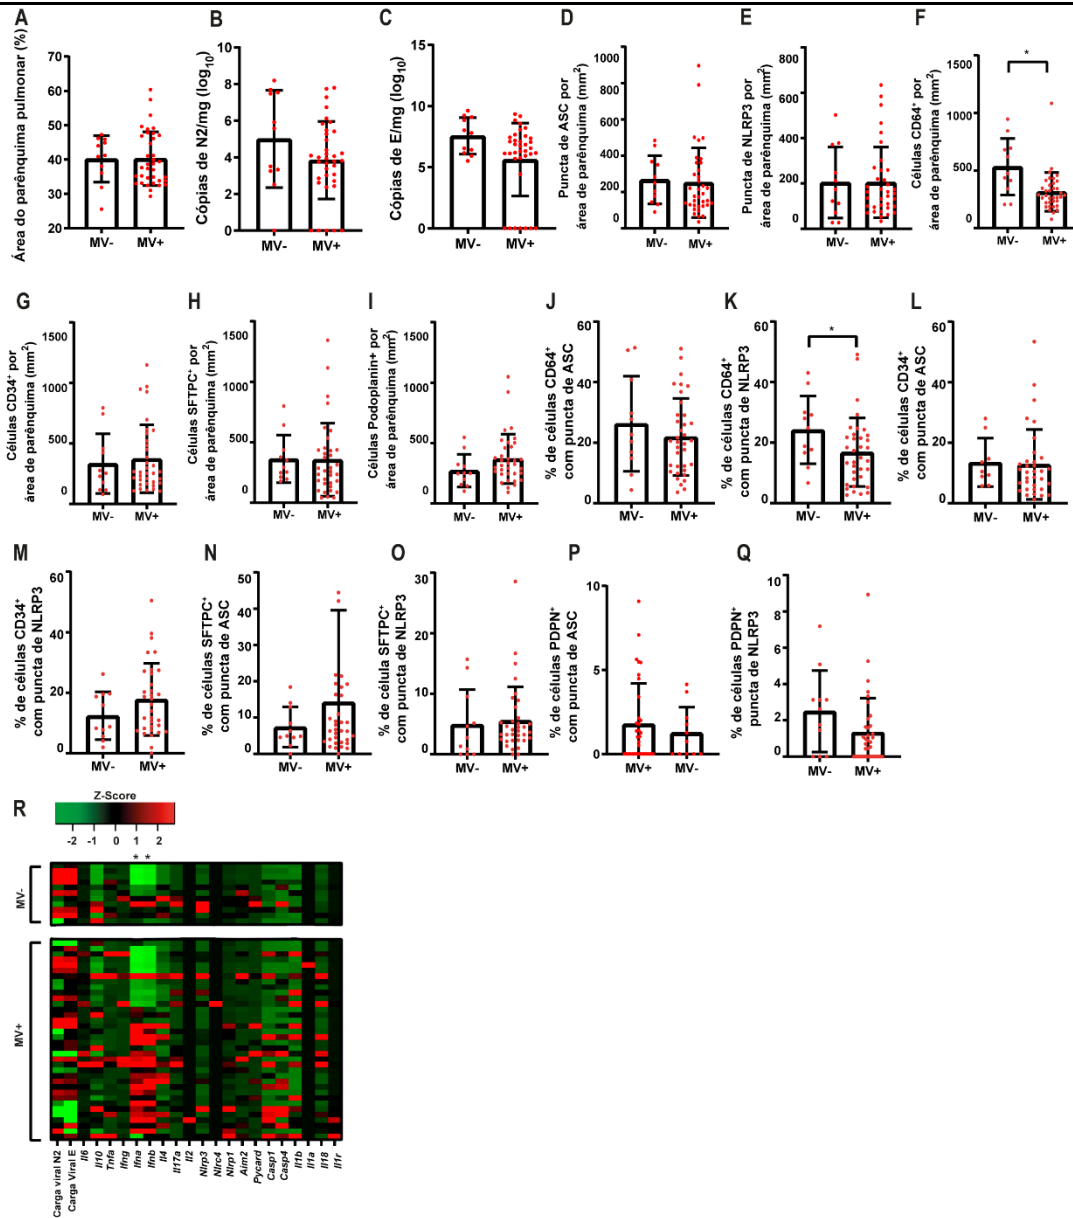 A
Área do parênquima pulmonar (%)
70
60
50
40
30
20
MV-
MV+
B
Cópias de N2/mg (log10)
10
8
6
4
2
0
MV-
MV+
C
Cópias de E/mg (log10)
15
10
5
0
MV-
MV+
D
Puncta de ASC por
área de parênquima (mm²)
1000
800
600
400
200
0
MV-
MV+
E
Puncta de NLRP3 por
área de parênquima (mm²)
800
600
400
200
0
MV-
MV+
F
Células CD64⁺ por
área de parênquima (mm²)
1500
1000
500
0
*
MV-
MV+
G
Células CD34⁺ por
área de parênquima (mm²)
1500
1000
500
0
MV-
MV+
H
Células SFTPC⁺ por
área de parênquima (mm²)
1500
1000
500
0
MV-
MV+
I
Células Podoplanin+ por
área de parênquima (mm²)
1500
1000
500
0
MV-
MV+
J
% de células CD64⁺
com puncta de ASC
60
40
20
0
MV-
MV+
K
% de células CD64⁺
com puncta de NLRP3
60
40
20
0
*
MV-
MV+
L
% de células CD34⁺
com puncta de ASC
60
40
20
0
MV-
MV+
M
% de células CD34⁺
com puncta de NLRP3
60
40
20
0
MV-
MV+
N
% de células SFTPC⁺
com puncta de ASC
50
40
30
20
10
0
MV-
MV+
O
% de célula SFTPC⁺
com puncta de NLRP3
30
20
10
0
MV-
MV+
P
% de células PDPN⁺
com puncta de ASC
10
5
0
MV+
MV-
Q
% de células PDPN⁺
puncta de NLRP3
10
8
6
4
2
0
MV-
MV+
R
Z-Score
-2 -1 0 1 2
* *
MV-
MV+
Carga viral N2
Carga Viral E
Il6
Il10
Tnfa
Ifng
Ifna
Ifnb
Il4
Il17a
Il2
Nlrp3
Nlrc4
Nlrp1
Aim2
Pycard
Casp1
Casp4
Il1b
Il1a
Il18
Il1r